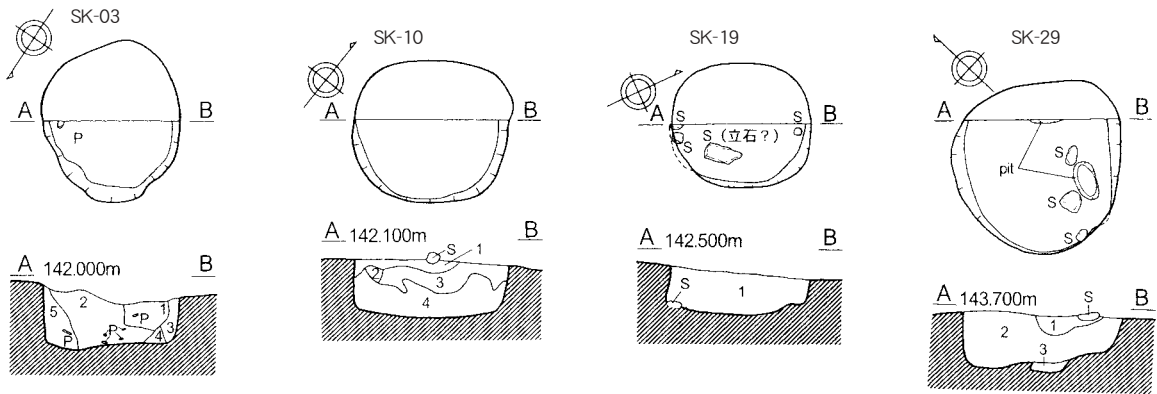 SK-03
A B
P
A 142.000m B
5 2 1 P 3 P P 4
SK-10
A B
A 142.100m S 1 B
2 3 4
SK-19
A S S B
S S (立石?)
A 142.500m B
S 1
SK-29
A B
pit S
S
S
A 143.700m S B
2 1
3